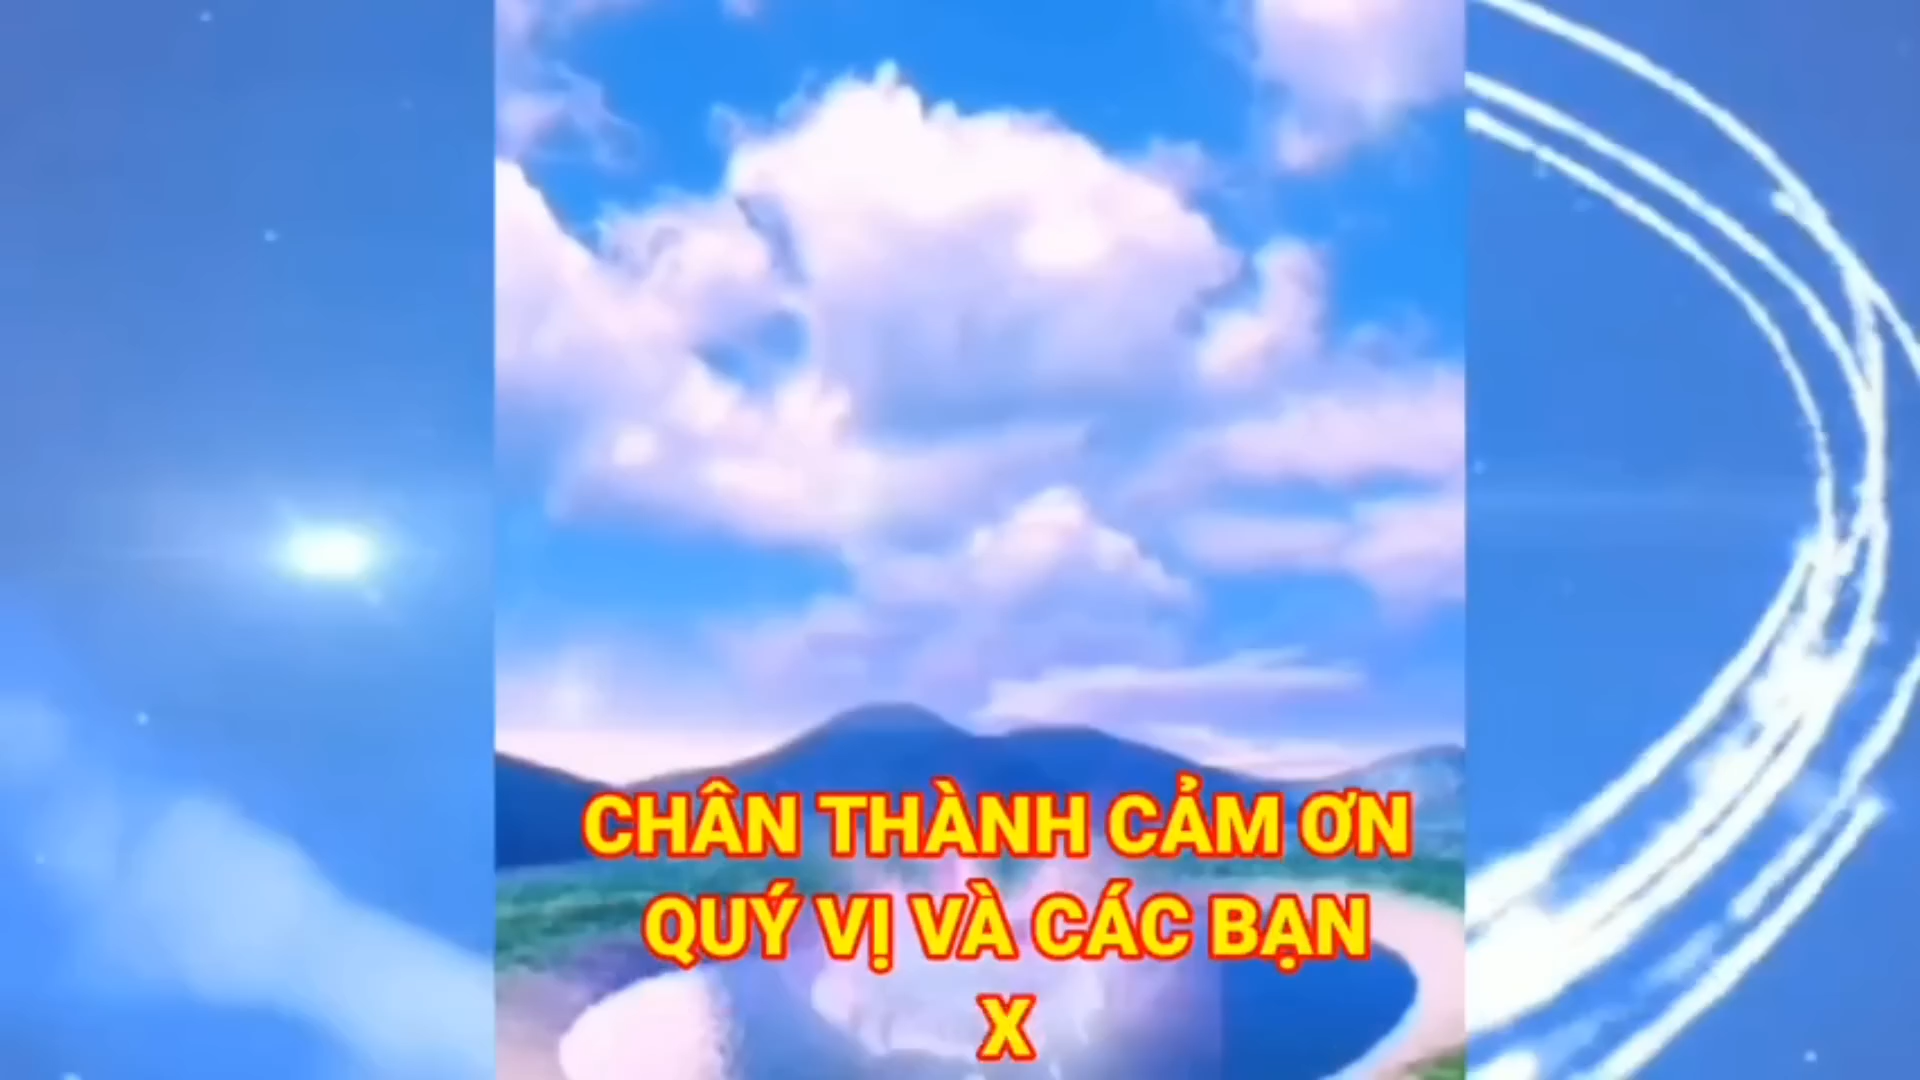 CHÂN THÀNH CẢM ƠN
QUÝ VỊ VÀ CÁC BẠN
X